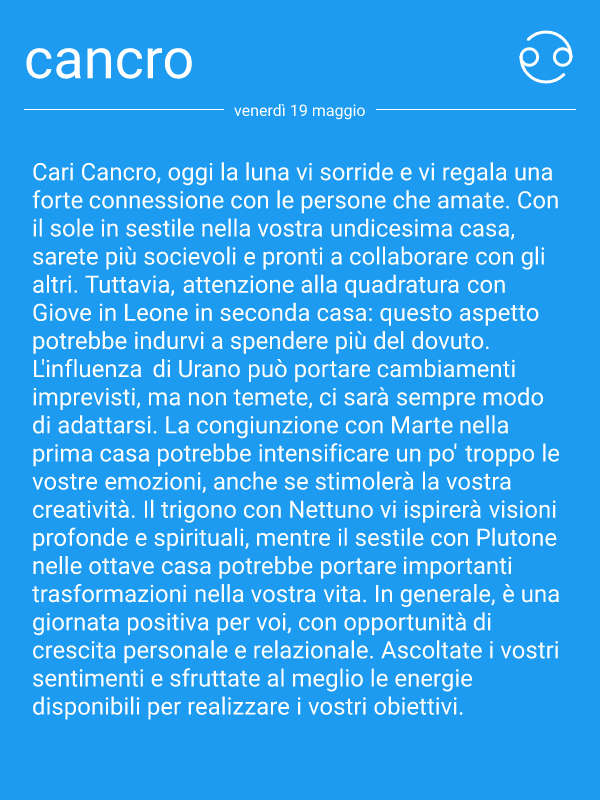 cancro
venerdì 19 maggio
Cari Cancro, oggi la luna vi sorride e vi regala una
forte connessione con le persone che amate. Con
il sole in sestile nella vostra undicesima casa,
sarete più socievoli e pronti a collaborare con gli
altri. Tuttavia, attenzione alla quadratura con
Giove in Leone in seconda casa: questo aspetto
potrebbe indurvi a spendere più del dovuto.
L'influenza  di Urano può portare cambiamenti
imprevisti, ma non temete, ci sarà sempre modo
di adattarsi. La congiunzione con Marte nella
prima casa potrebbe intensificare un po' troppo le
vostre emozioni, anche se stimolerà la vostra
creatività. Il trigono con Nettuno vi ispirerà visioni
profonde e spirituali, mentre il sestile con Plutone
nelle ottave casa potrebbe portare importanti
trasformazioni nella vostra vita. In generale, è una
giornata positiva per voi, con opportunità di
crescita personale e relazionale. Ascoltate i vostri
sentimenti e sfruttate al meglio le energie
disponibili per realizzare i vostri obiettivi.